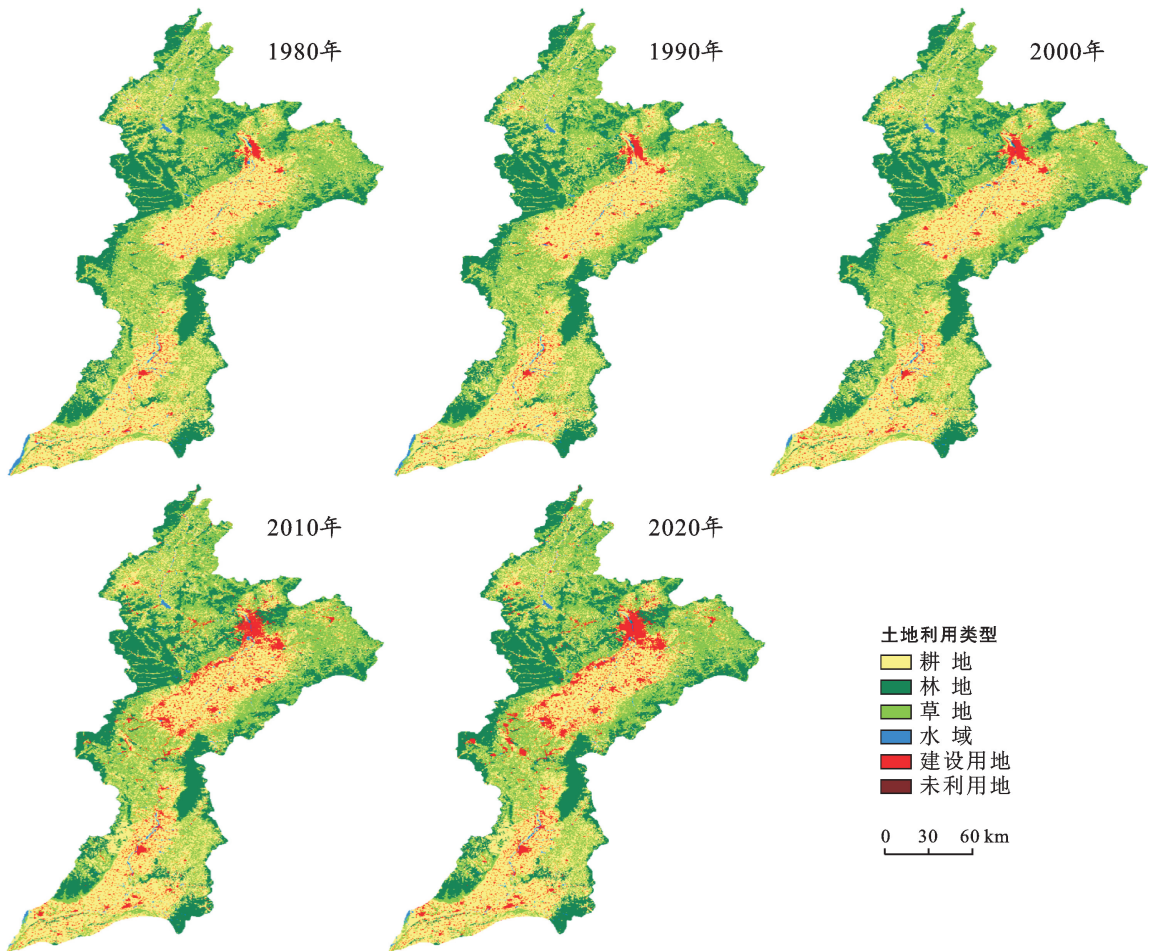 1980年
1990年
2000年
2010年
2020年
土地利用类型
耕 地
林 地
草 地
水 域
建设用地
未利用地
0 30 60 km